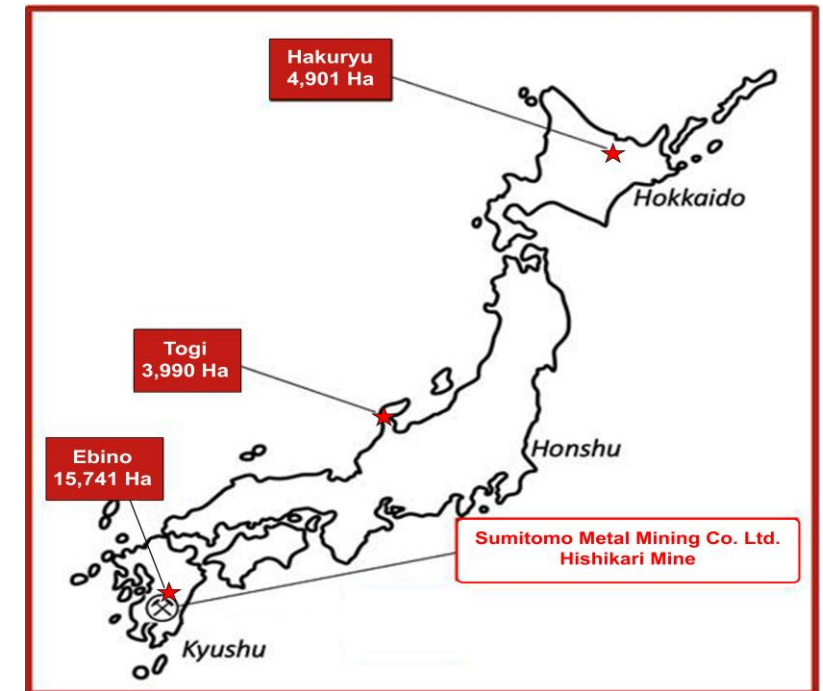 Hakuryu
4,901 Ha
Hokkaido
Togi
3,990 Ha
Honshu
Ebino
15,741 Ha
Sumitomo Metal Mining Co. Ltd.
Hishikari Mine
Kyushu